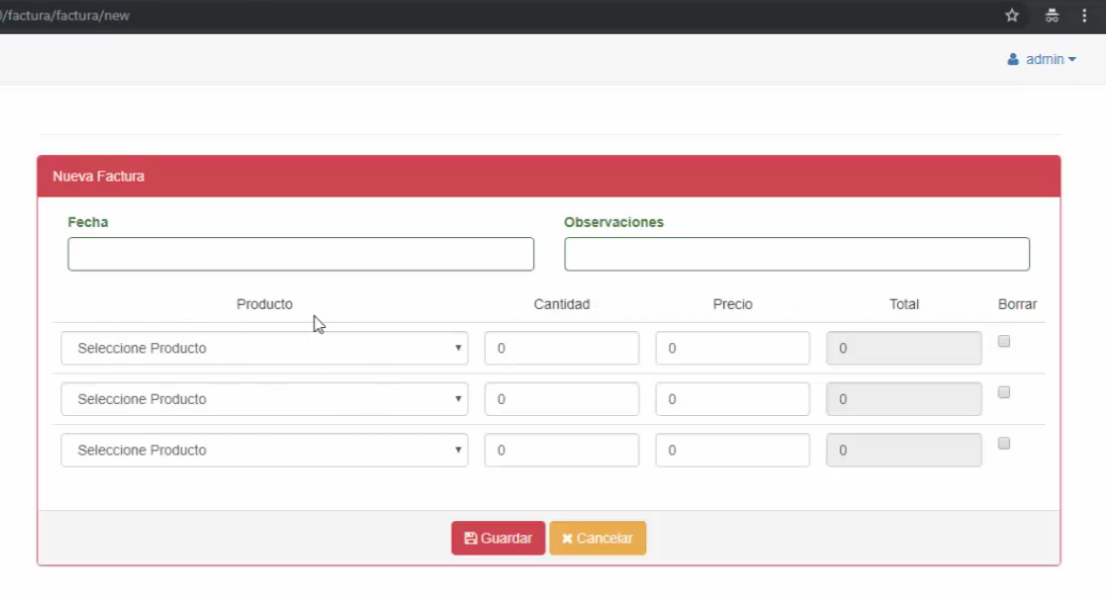 /factura/factura/new
admin
Nueva Factura
Fecha Observaciones
Producto Cantidad Precio Total Borrar
Seleccione Producto 0 0 0
Seleccione Producto 0 0 0
Seleccione Producto 0 0 0
Guardar Cancelar